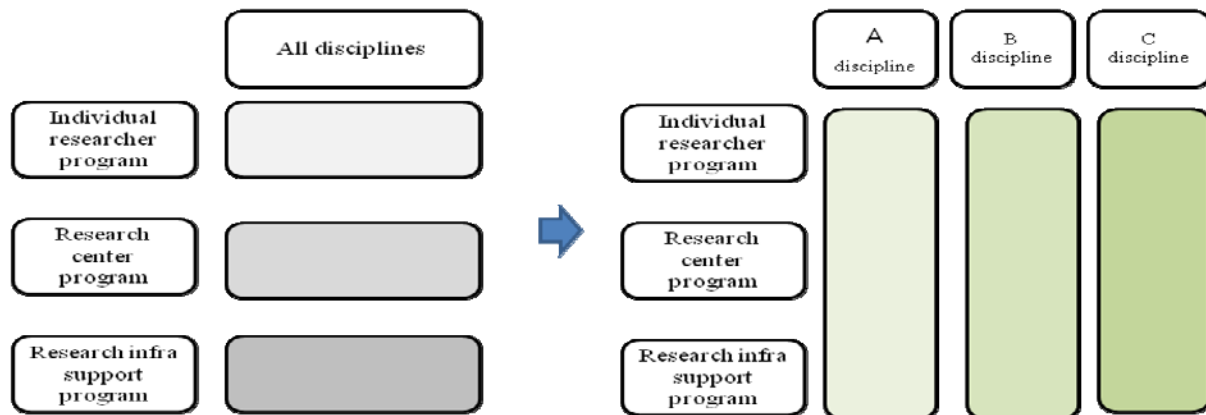 All disciplines
Individual
researcher
program
Research
center
program
Research infra
support
program
A
discipline
B
discipline
C
discipline
Individual
researcher
program
Research
center
program
Research infra
support
program